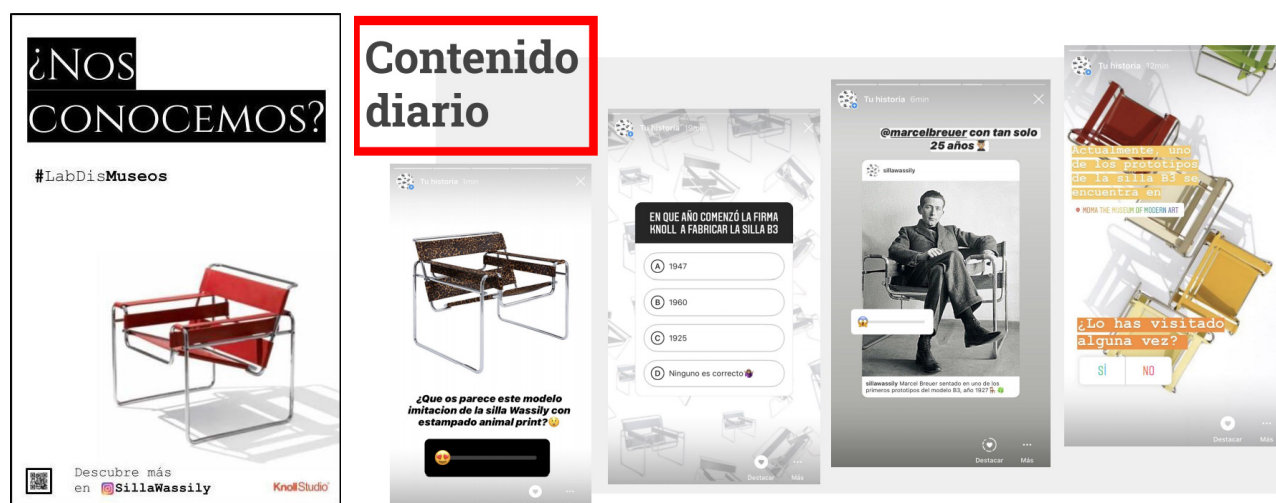 ¿NOS
CONOCEMOS?
#LabDisMuseos
Descubre más
en @SillaWassily
KnollStudio
Contenido
diario
Tu historia
¿Que os parece este modelo
imitacion de la silla Wassily con
estampado animal print?
Tu historia
EN QUE AÑO COMENZÓ LA FIRMA
KNOLL A FABRICAR LA SILLA B3
A 1947
B 1960
C 1925
D Ninguno es correcto
Destacar Más
Tu historia 6min
@marcelbreuer con tan solo
25 años
sillawassily
sillawassily Marcel Breuer sentado en uno de los
primeros prototipos del modelo B3, año 1927
Destacar Más
Tu historia 12min
Actualmente, uno
de los prototipos
de la silla B3 se
encuentra en
MOMA THE MUSEUM OF MODERN ART
¿Lo has visitado
alguna vez?
SÍ NO
Destacar Más